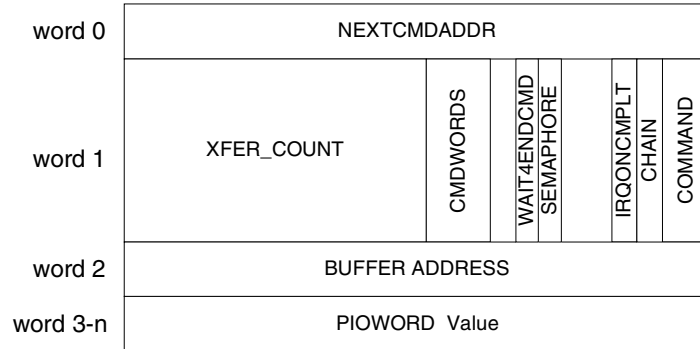 word 0
NEXTCMDADDR
word 1
XFER_COUNT
CMDWORDS
WAIT4ENDCMD
SEMAPHORE
IRQONCMPLT
CHAIN
COMMAND
word 2
BUFFER ADDRESS
word 3-n
PIOWORD Value